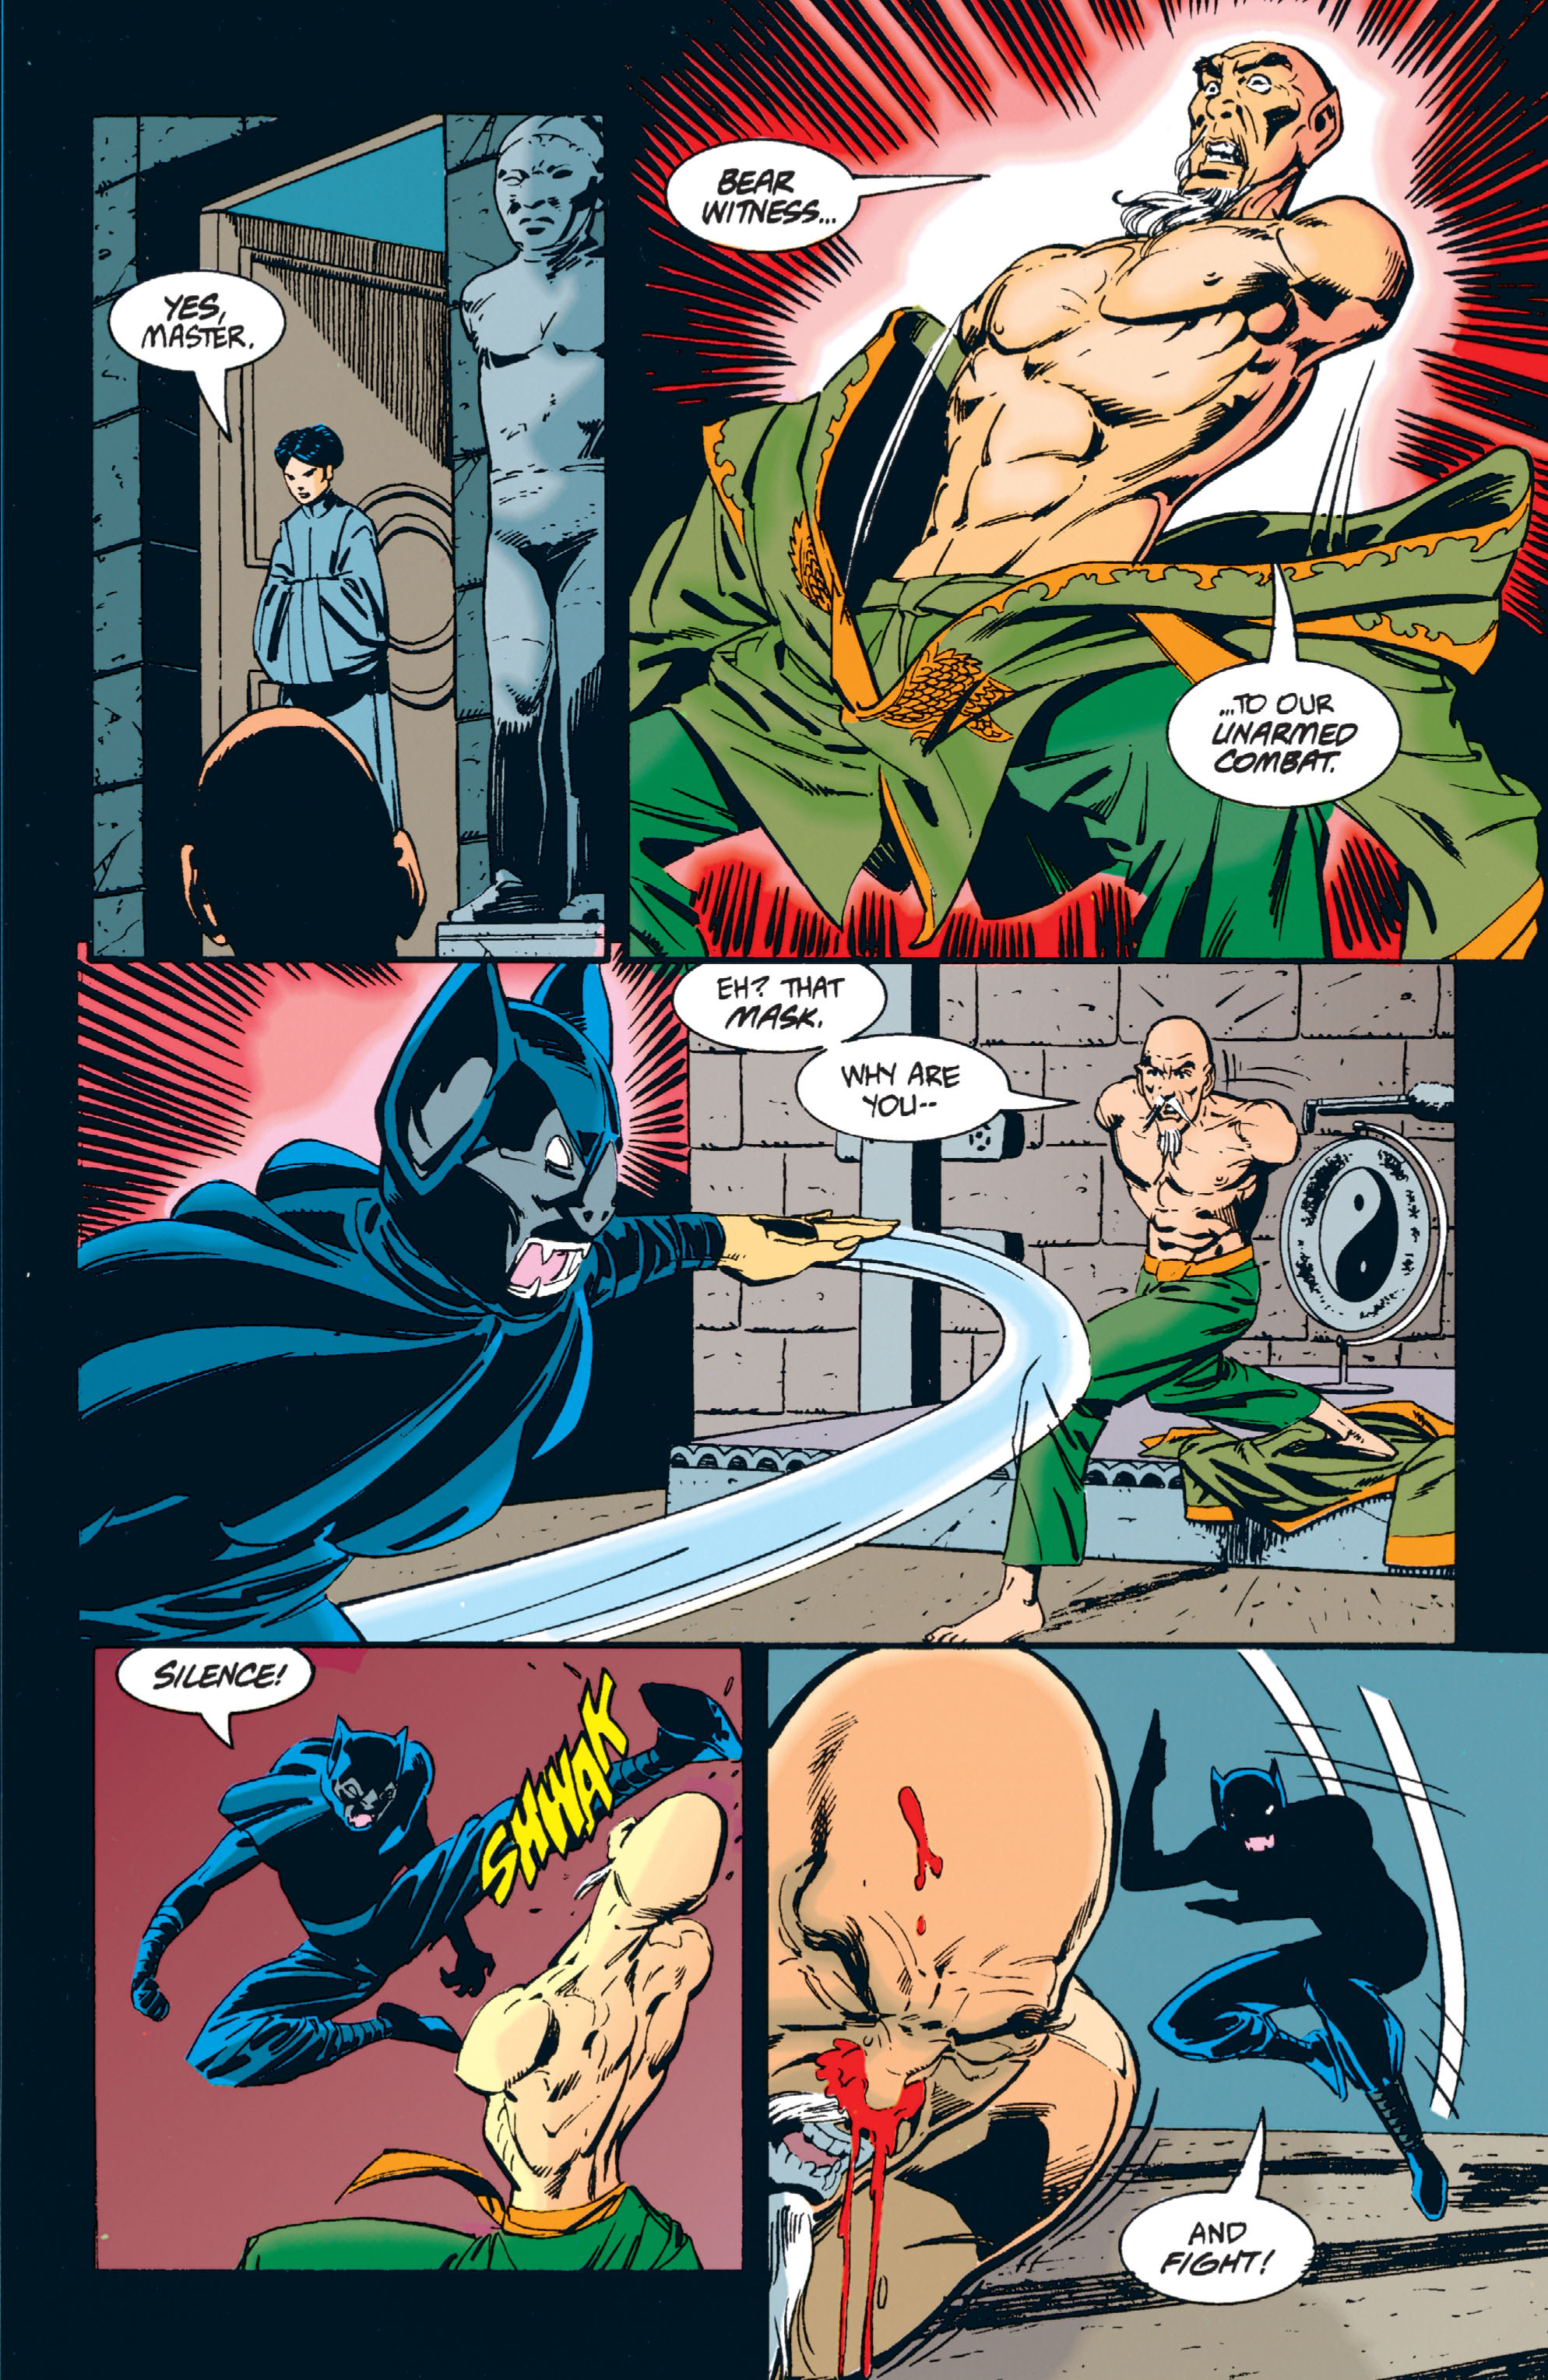 YES,
MASTER.
BEAR
WITNESS...
...TO OUR
UNARMED
COMBAT.
EH? THAT
MASK.
WHY ARE
YOU--
SILENCE!
SHWAK
AND
FIGHT!